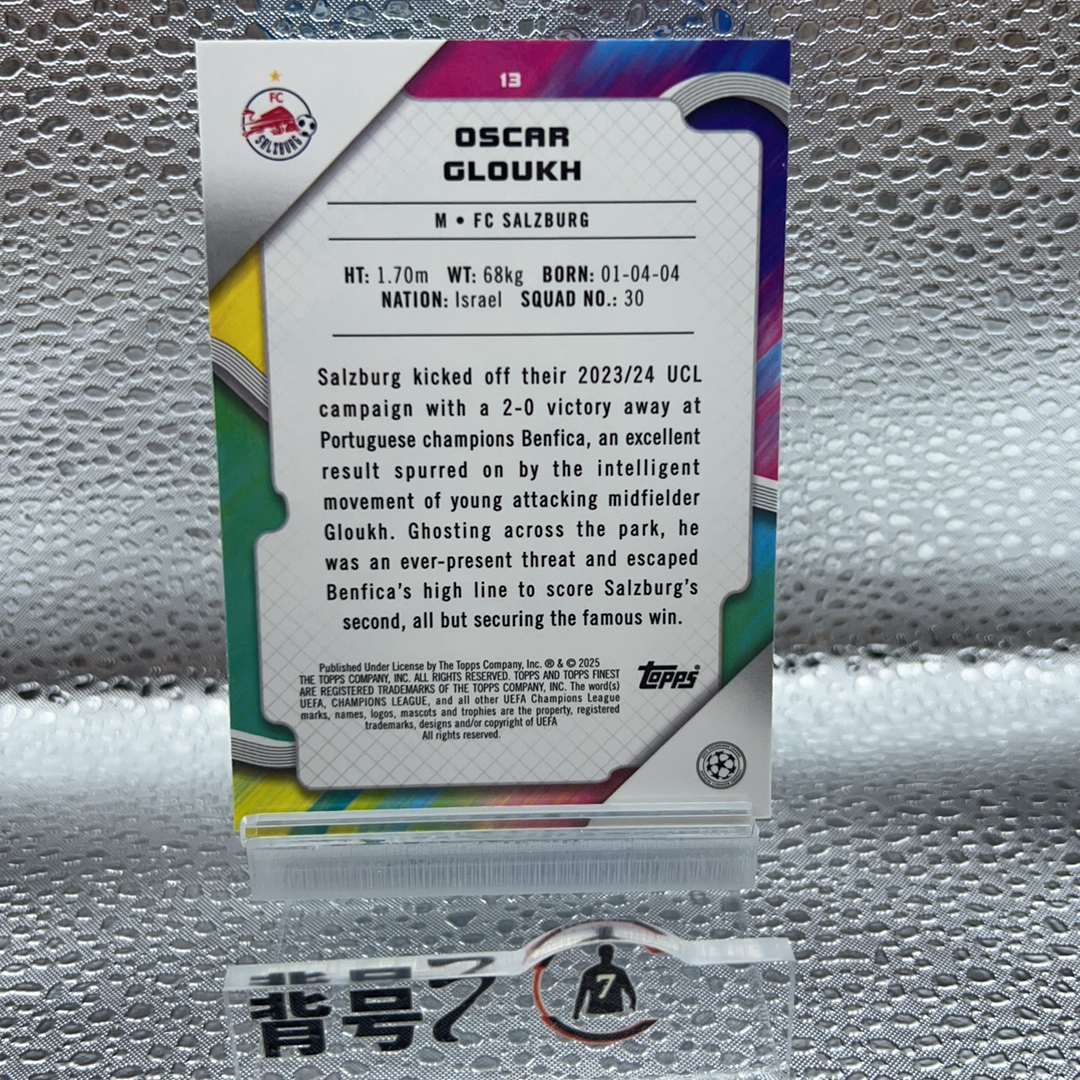 13
FC
SALZBURG
OSCAR
GLOUKH
M • FC SALZBURG
HT: 1.70m WT: 68kg BORN: 01-04-04
NATION: Israel SQUAD NO.: 30
Salzburg kicked off their 2023/24 UCL
campaign with a 2-0 victory away at
Portuguese champions Benfica, an excellent
result spurred on by the intelligent
movement of young attacking midfielder
Gloukh. Ghosting across the park, he
was an ever-present threat and escaped
Benfica's high line to score Salzburg's
second, all but securing the famous win.
Published Under License by The Topps Company, Inc. ® & © 2025
THE TOPPS COMPANY, INC. ALL RIGHTS RESERVED. TOPPS AND TOPPS FINEST
ARE REGISTERED TRADEMARKS OF THE TOPPS COMPANY, INC. The word(s)
UEFA, CHAMPIONS LEAGUE, and all other UEFA Champions League
marks, names, logos, mascots and trophies are the property, registered
trademarks, designs and/or copyright of UEFA
All rights reserved.
Topps®
背号7
7